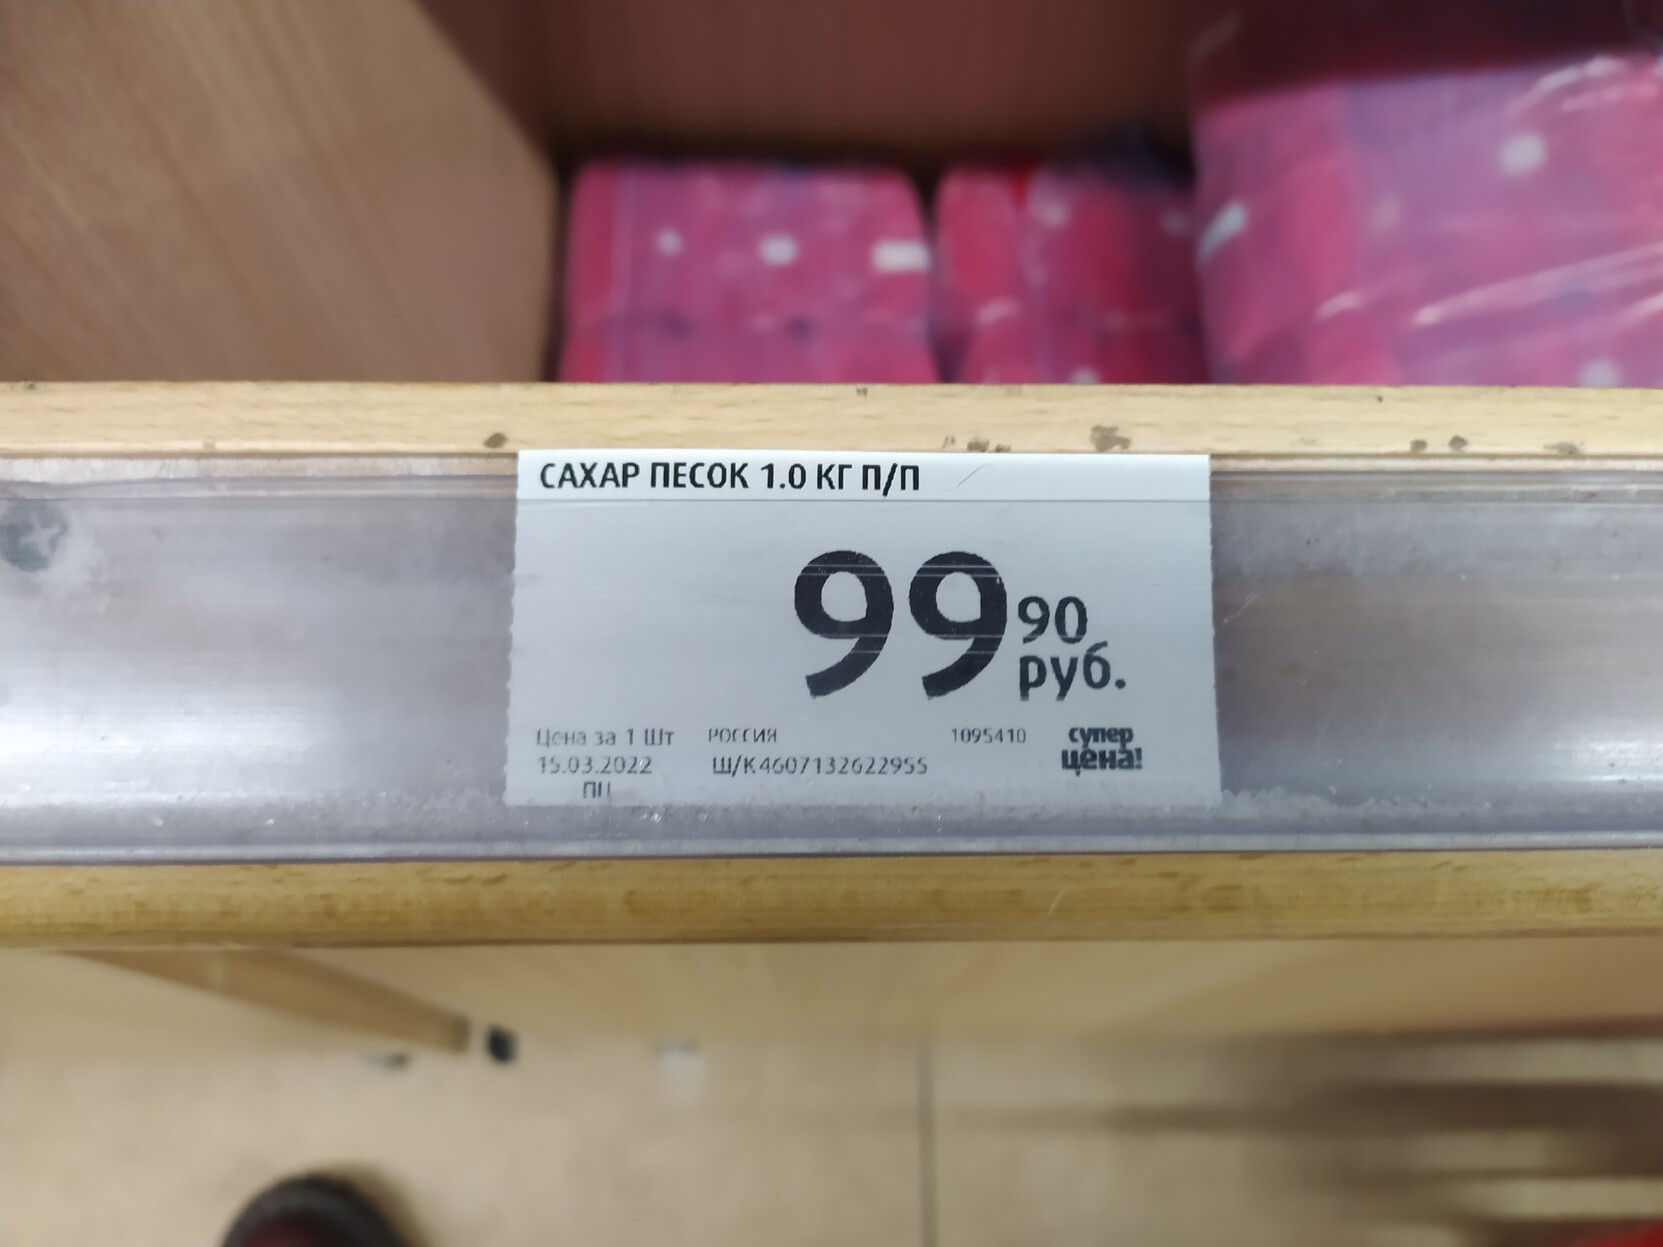 САХАР ПЕСОК 1.0 КГ П/П
99 90
руб.
Цена за 1 Шт РОССИЯ 1095410 супер
15.03.2022 Ш/К4607132622955 цена!
ПЦ